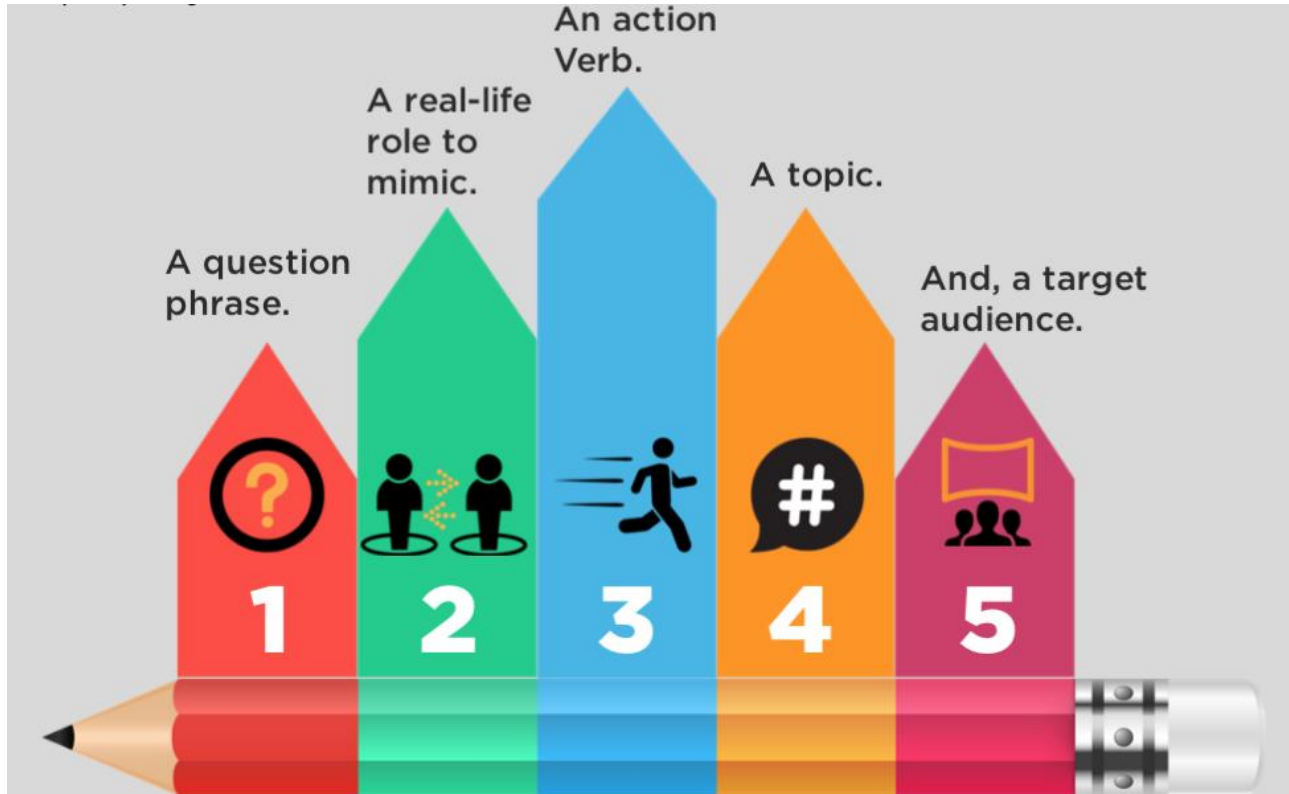 A question
phrase.
1
A real-life
role to
mimic.
2
An action
Verb.
3
A topic.
#
4
And, a target
audience.
5